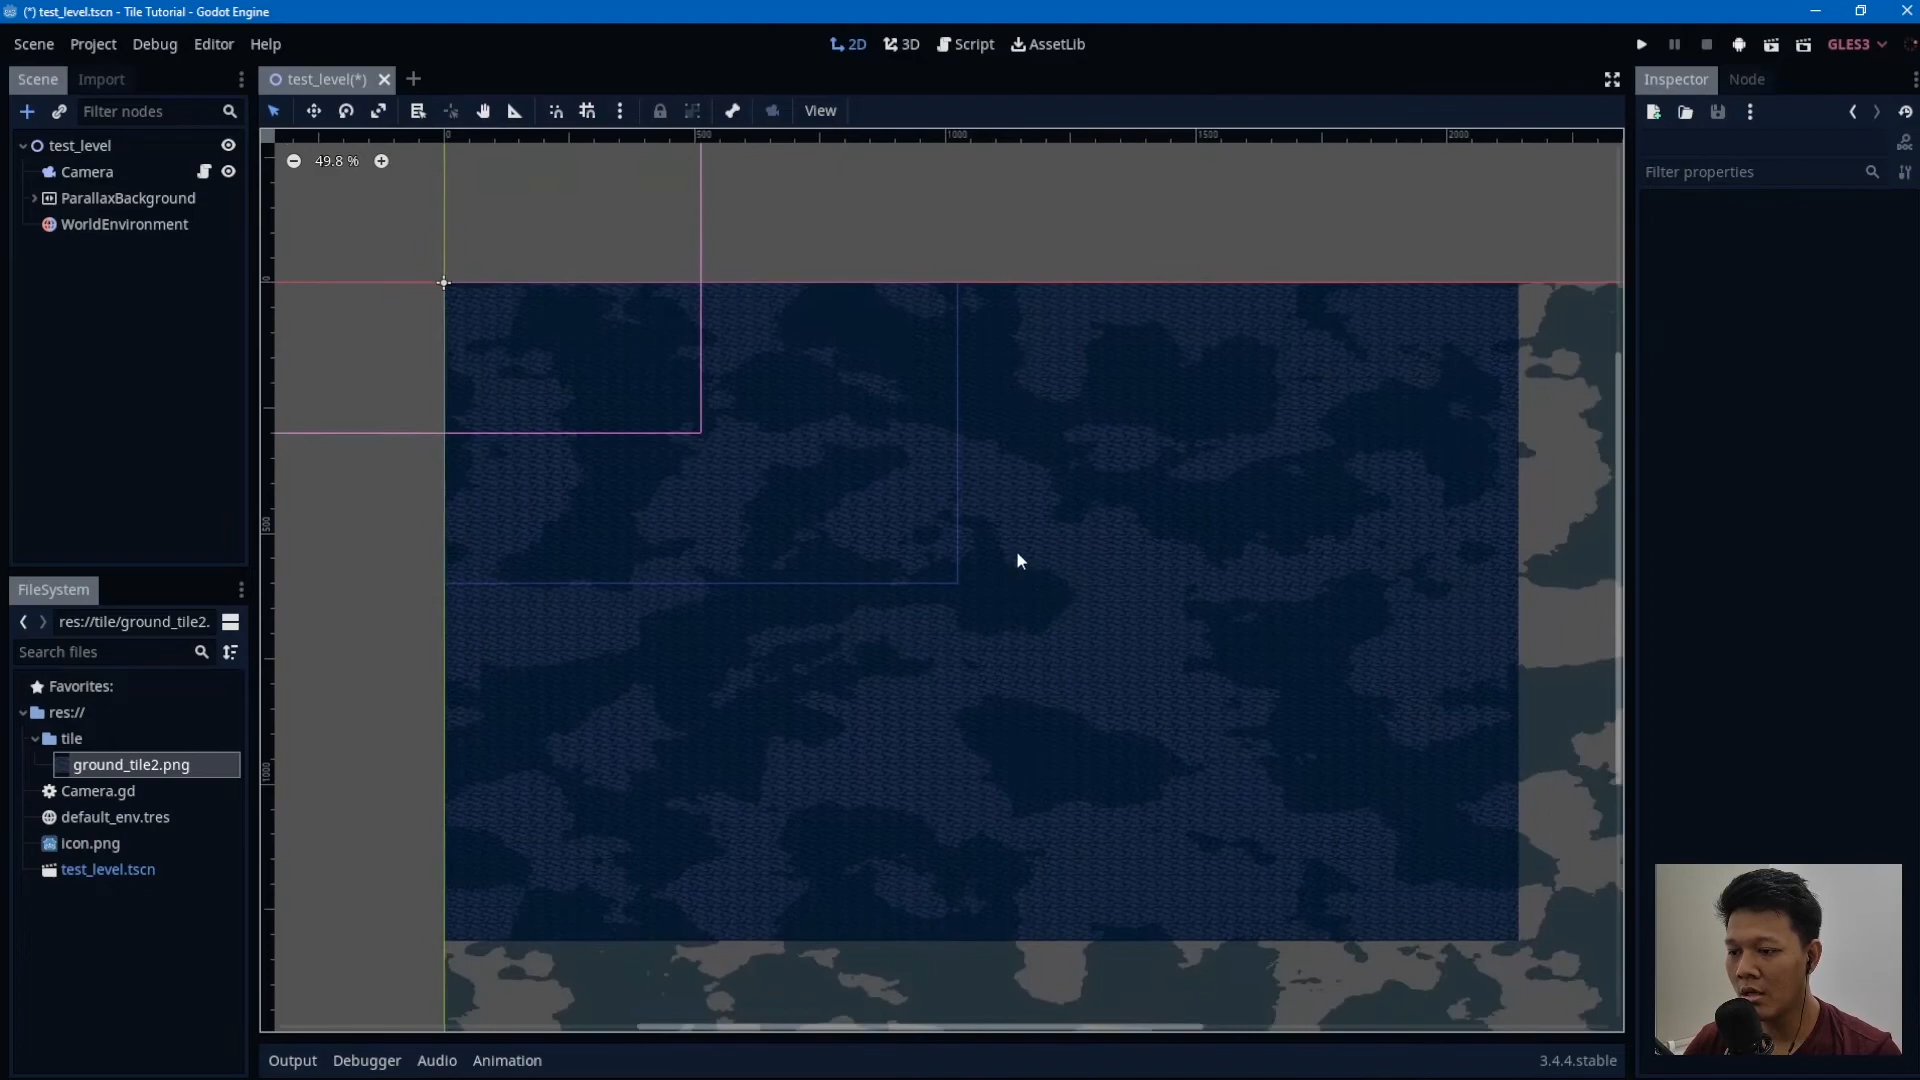 (*) test_level.tscn - Tile Tutorial - Godot Engine
Scene Project Debug Editor Help
2D 3D Script AssetLib
GLES3
Scene Import
test_level(*)
Inspector Node
Filter nodes
View
test_level
Camera
ParallaxBackground
WorldEnvironment
0 500 1000 1500 2000
49.8 %
0
500
1000
Filter properties
DOC
FileSystem
res://tile/ground_tile2.
Search files
Favorites:
res://
tile
ground_tile2.png
Camera.gd
default_env.tres
icon.png
test_level.tscn
Output Debugger Audio Animation
3.4.4.stable